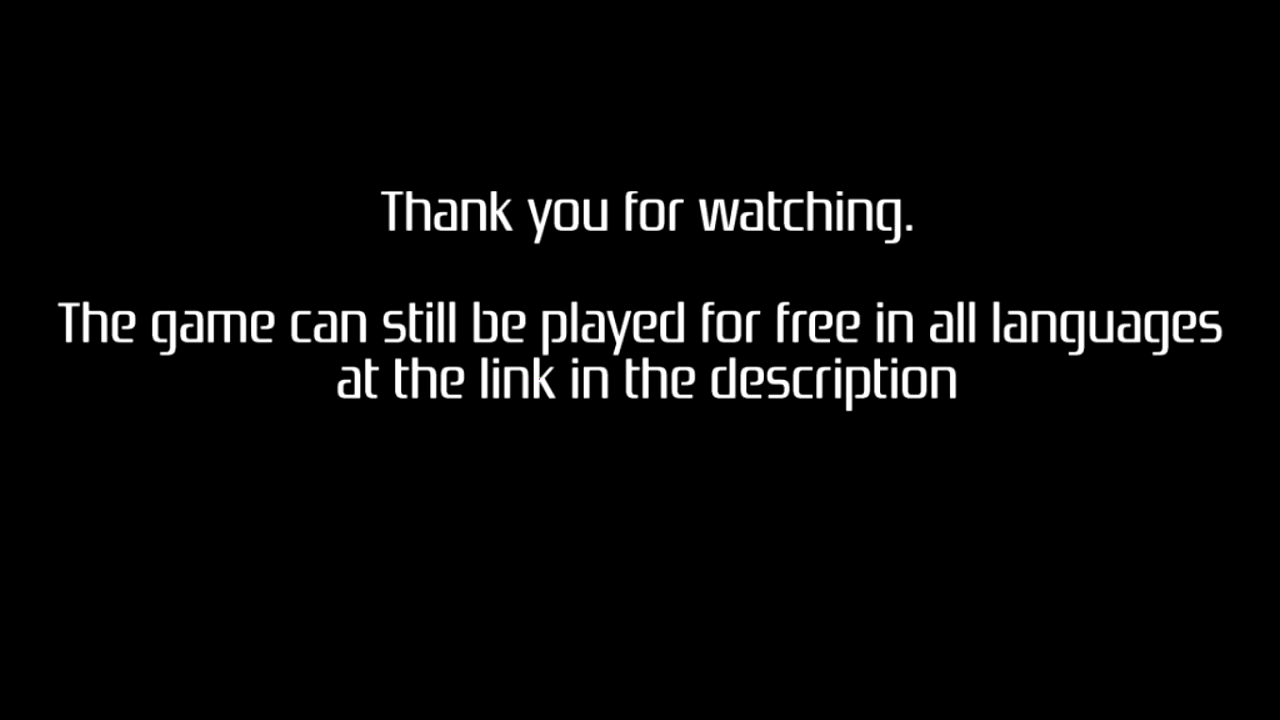 Thank you for watching.
The game can still be played for free in all languages
at the link in the description